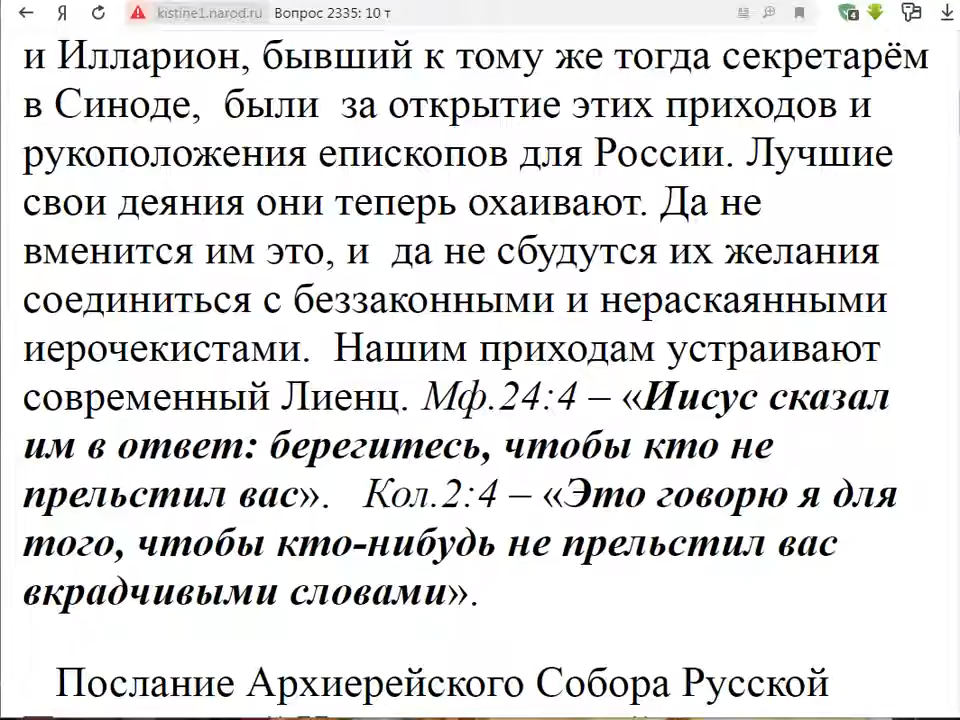 kistine1.narod.ru Вопрос 2335: 10 т
и Илларион, бывший к тому же тогда секретарём
в Синоде, были за открытие этих приходов и
рукоположения епископов для России. Лучшие
свои деяния они теперь охаивают. Да не
вменится им это, и да не сбудутся их желания
соединиться с беззаконными и нераскаянными
иерочекистами. Нашим приходам устраивают
современный Лиенц. Мф.24:4 – «Иисус сказал
им в ответ: берегитесь, чтобы кто не
прельстил вас». Кол.2:4 – «Это говорю я для
того, чтобы кто-нибудь не прельстил вас
вкрадчивыми словами».
Послание Архиерейского Собора Русской